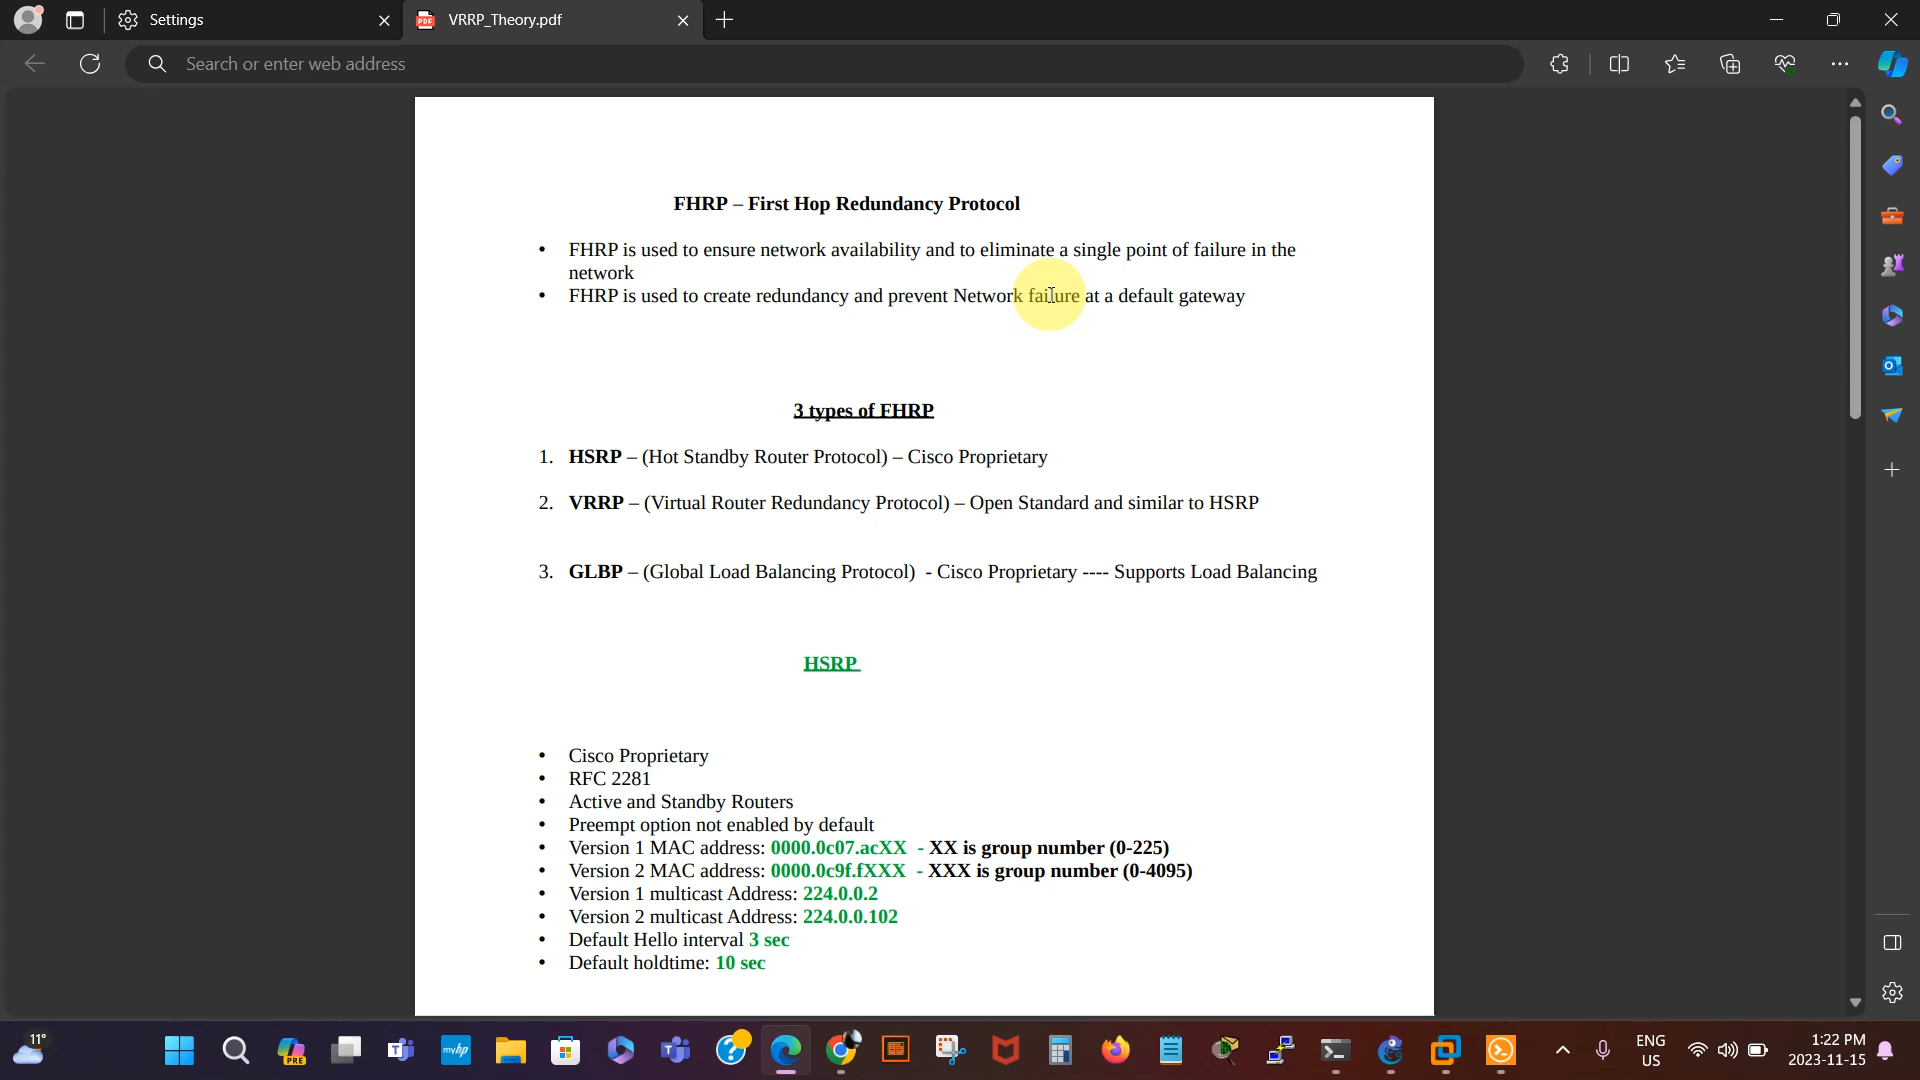 Settings
VRRP_Theory.pdf
Search or enter web address
FHRP – First Hop Redundancy Protocol
• FHRP is used to ensure network availability and to eliminate a single point of failure in the
network
• FHRP is used to create redundancy and prevent Network failure at a default gateway
3 types of FHRP
1. HSRP – (Hot Standby Router Protocol) – Cisco Proprietary
2. VRRP – (Virtual Router Redundancy Protocol) – Open Standard and similar to HSRP
3. GLBP – (Global Load Balancing Protocol) - Cisco Proprietary ---- Supports Load Balancing
HSRP
• Cisco Proprietary
• RFC 2281
• Active and Standby Routers
• Preempt option not enabled by default
• Version 1 MAC address: 0000.0c07.acXX - XX is group number (0-225)
• Version 2 MAC address: 0000.0c9f.fXXX - XXX is group number (0-4095)
• Version 1 multicast Address: 224.0.0.2
• Version 2 multicast Address: 224.0.0.102
• Default Hello interval 3 sec
• Default holdtime: 10 sec
11°
PRE
myhp
ENG
US
1:22 PM
2023-11-15